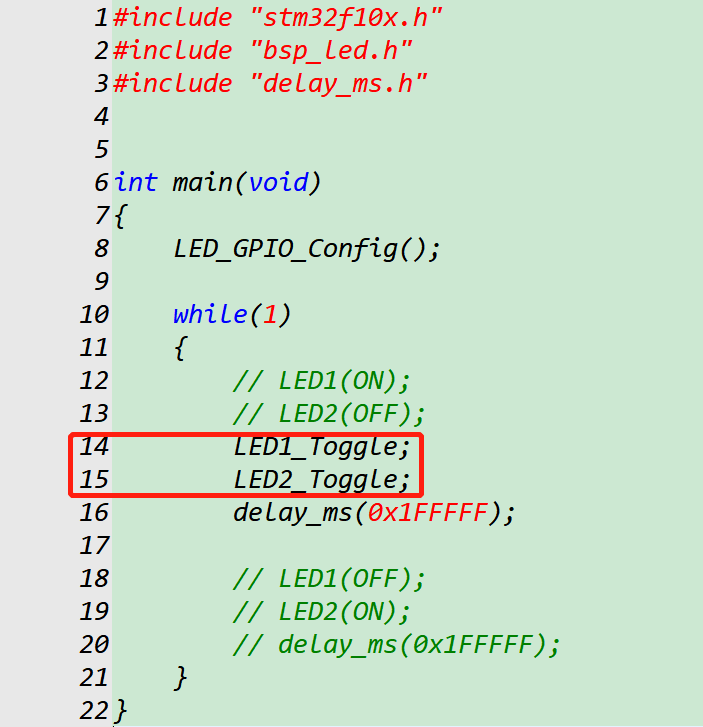 1 #include "stm32f10x.h"
2 #include "bsp_led.h"
3 #include "delay_ms.h"
4
5
6 int main(void)
7 {
8     LED_GPIO_Config();
9
10     while(1)
11     {
12         // LED1(ON);
13         // LED2(OFF);
14         LED1_Toggle;
15         LED2_Toggle;
16         delay_ms(0x1FFFFF);
17
18         // LED1(OFF);
19         // LED2(ON);
20         // delay_ms(0x1FFFFF);
21     }
22 }